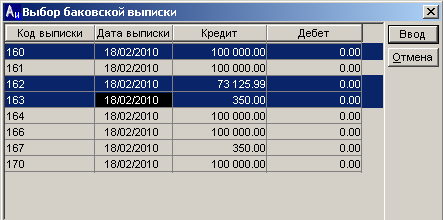 Аи Выбор баковской выписки
Код выписки Дата выписки Кредит Дебет
160 18/02/2010 100 000.00 0.00
161 18/02/2010 100 000.00 0.00
162 18/02/2010 73 125.99 0.00
163 18/02/2010 350.00 0.00
164 18/02/2010 100 000.00 0.00
166 18/02/2010 100 000.00 0.00
167 18/02/2010 350.00 0.00
170 18/02/2010 100 000.00 0.00
Ввод
Отмена